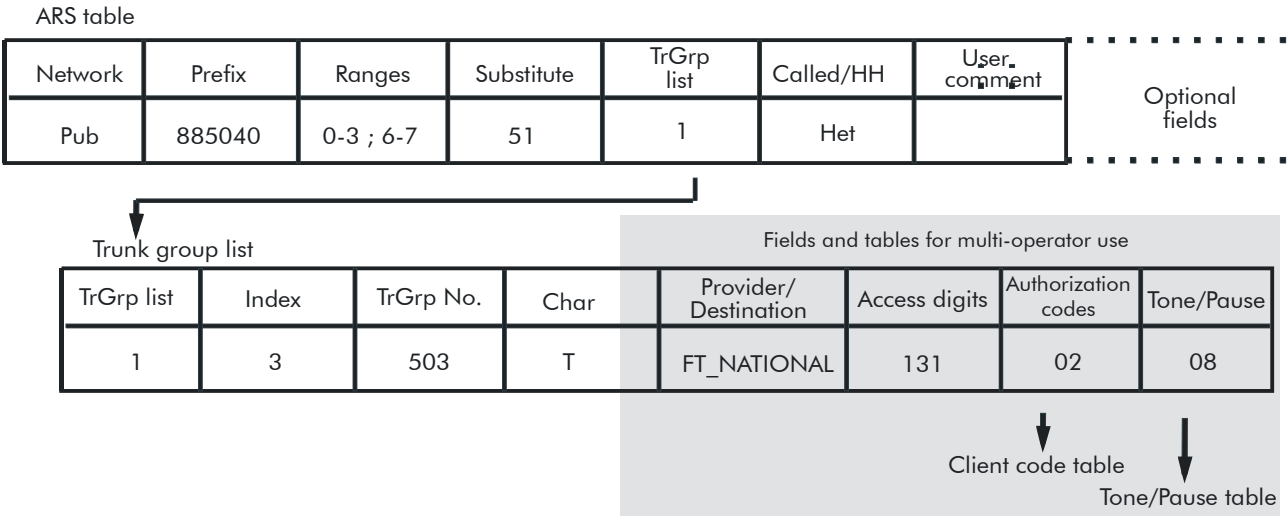 ARS table
Network Prefix Ranges Substitute TrGrp list Called/HH User comment
Optional fields
Pub 885040 0-3 ; 6-7 51 1 Het
Trunk group list
Fields and tables for multi-operator use
TrGrp list Index TrGrp No. Char Provider/ Destination Access digits Authorization codes Tone/Pause
1 3 503 T FT_NATIONAL 131 02 08
Client code table
Tone/Pause table